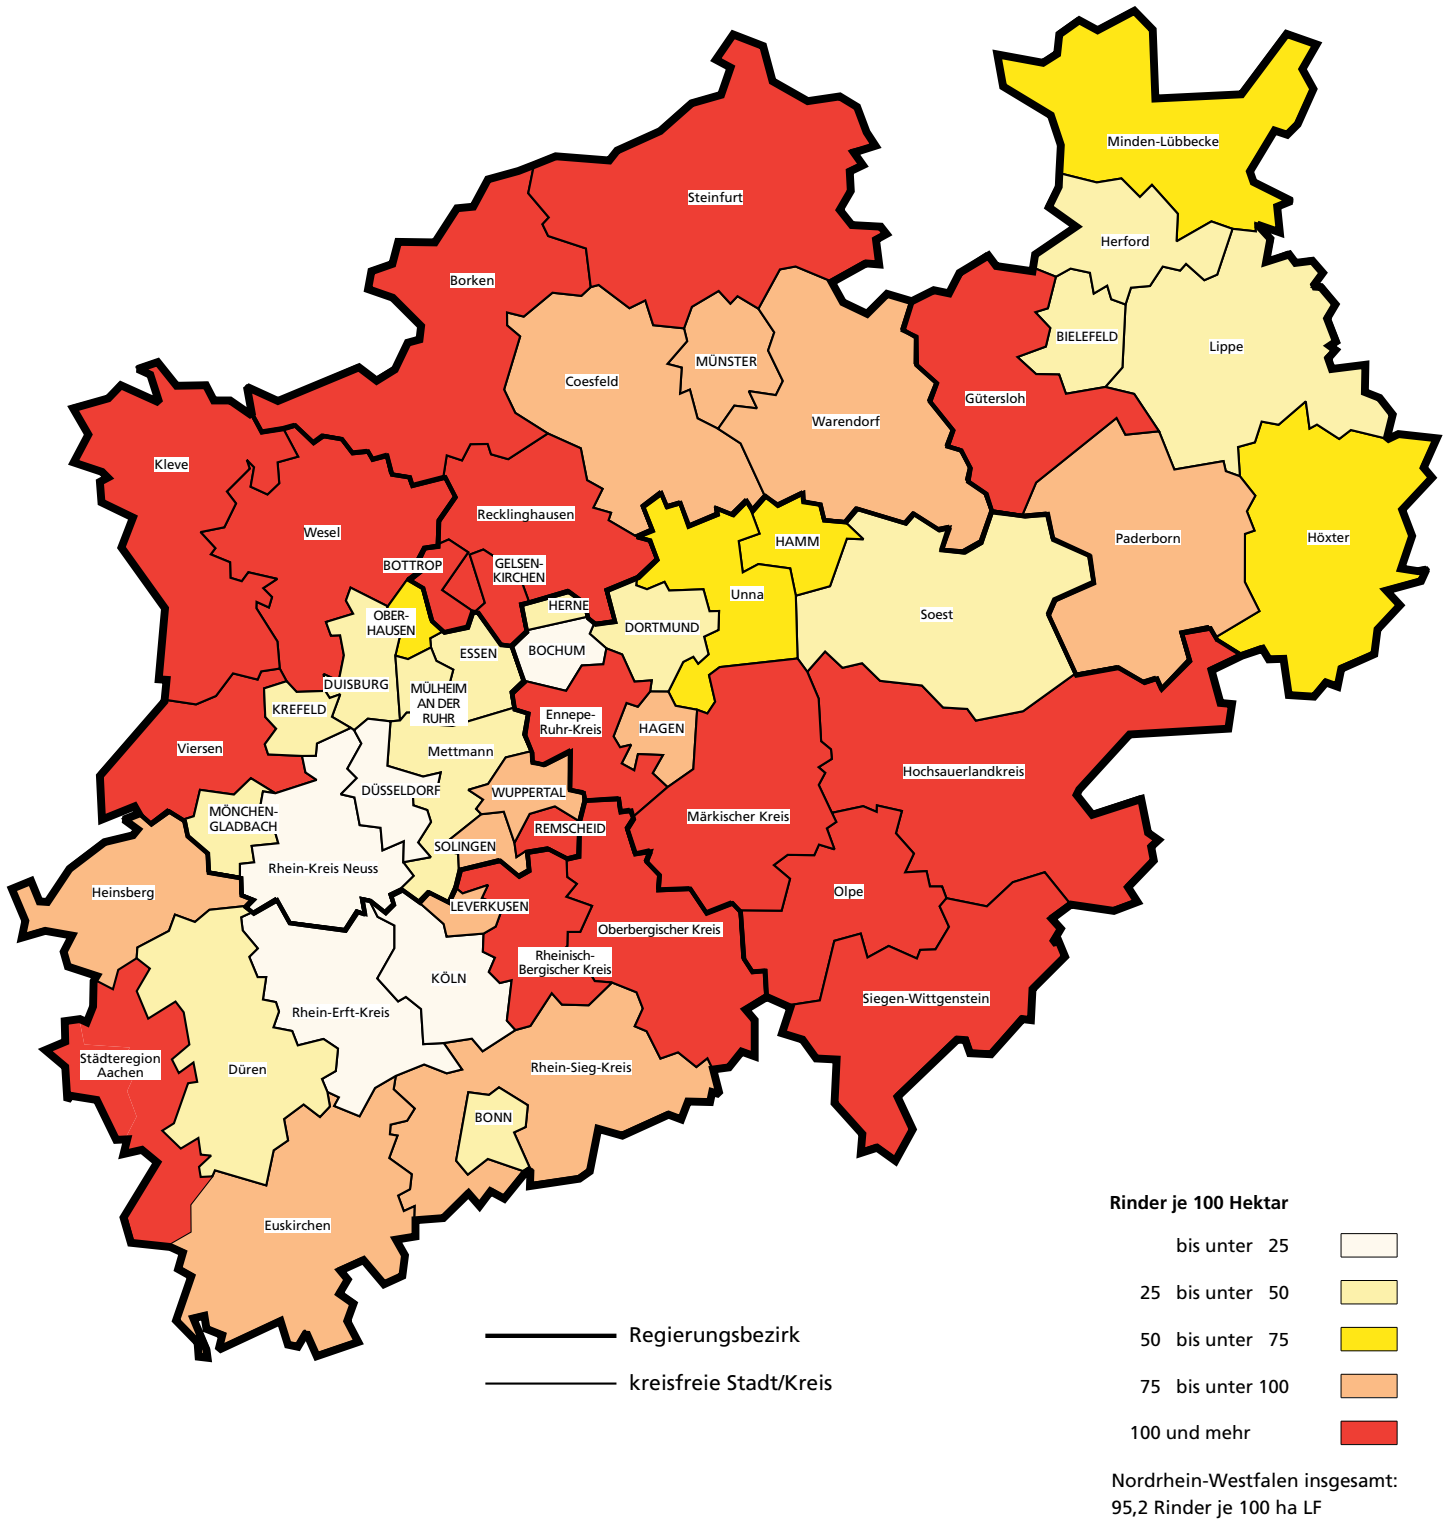 Minden-Lübbecke
Steinfurt
Herford
Borken
BIELEFELD
Lippe
MÜNSTER
Coesfeld
Gütersloh
Warendorf
Kleve
Recklinghausen
Wesel
HAMM
Paderborn
Höxter
BOTTROP
GELSEN-
KIRCHEN
Unna
HERNE
OBER-
HAUSEN
Soest
DORTMUND
ESSEN
BOCHUM
DUISBURG
MÜLHEIM
AN DER
RUHR
KREFELD
Ennepe-
Ruhr-Kreis
HAGEN
Viersen
Mettmann
Hochsauerlandkreis
DÜSSELDORF
WUPPERTAL
MÖNCHEN-
GLADBACH
Märkischer Kreis
REMSCHEID
SOLINGEN
Rhein-Kreis Neuss
Heinsberg
Olpe
LEVERKUSEN
Oberbergischer Kreis
Rheinisch-
Bergischer Kreis
KÖLN
Siegen-Wittgenstein
Rhein-Erft-Kreis
Städteregion
Aachen
Düren
Rhein-Sieg-Kreis
BONN
Euskirchen
Rinder je 100 Hektar
bis unter 25
25 bis unter 50
50 bis unter 75
75 bis unter 100
100 und mehr
Regierungsbezirk
kreisfreie Stadt/Kreis
Nordrhein-Westfalen insgesamt:
95,2 Rinder je 100 ha LF